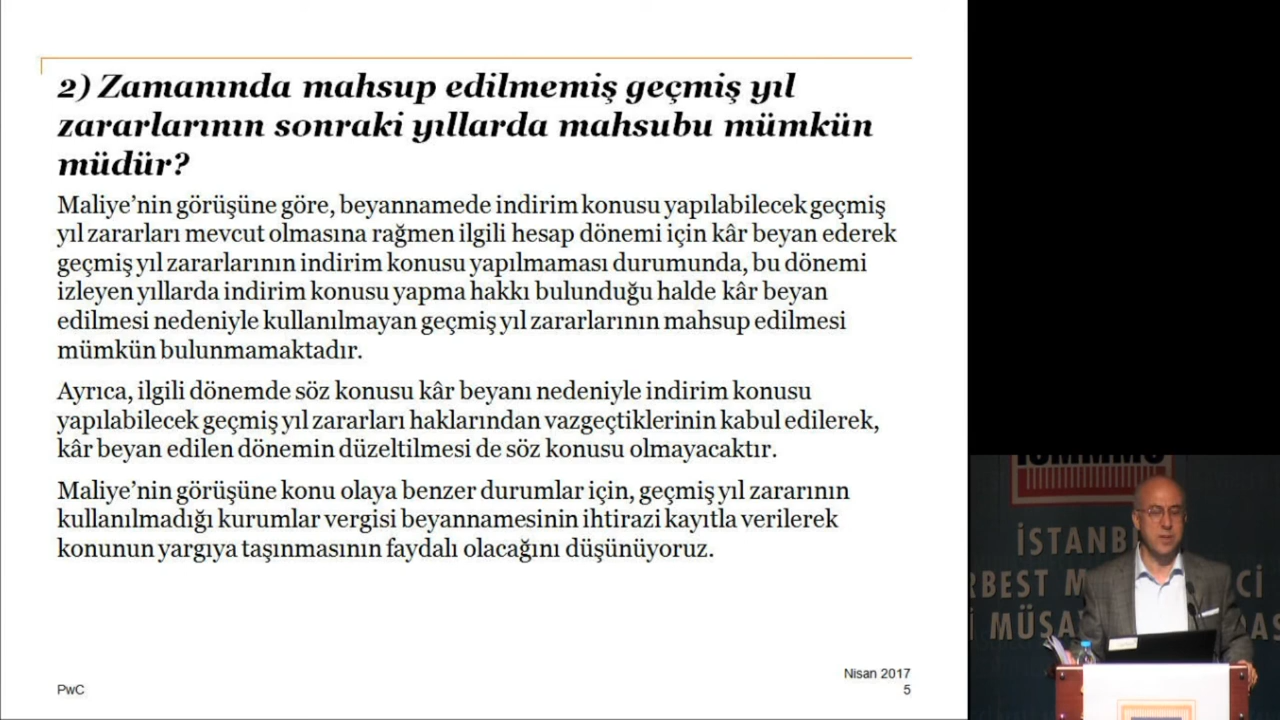 2) Zamanında mahsup edilmemiş geçmiş yıl
zararlarının sonraki yıllarda mahsubu mümkün
müdür?
Maliye'nin görüşüne göre, beyannamede indirim konusu yapılabilecek geçmiş
yıl zararları mevcut olmasına rağmen ilgili hesap dönemi için kâr beyan ederek
geçmiş yıl zararlarının indirim konusu yapılmaması durumunda, bu dönemi
izleyen yıllarda indirim konusu yapma hakkı bulunduğu halde kâr beyan
edilmesi nedeniyle kullanılmayan geçmiş yıl zararlarının mahsup edilmesi
mümkün bulunmamaktadır.
Ayrıca, ilgili dönemde söz konusu kâr beyanı nedeniyle indirim konusu
yapılabilecek geçmiş yıl zararları haklarından vazgeçtiklerinin kabul edilerek,
kâr beyan edilen dönemin düzeltilmesi de söz konusu olmayacaktır.
Maliye'nin görüşüne konu olaya benzer durumlar için, geçmiş yıl zararının
kullanılmadığı kurumlar vergisi beyannamesinin ihtirazi kayıtla verilerek
konunun yargıya taşınmasının faydalı olacağını düşünüyoruz.
Nisan 2017
PwC
5
İSTANB
RBEST M Cİ
İ MÜŞA AS